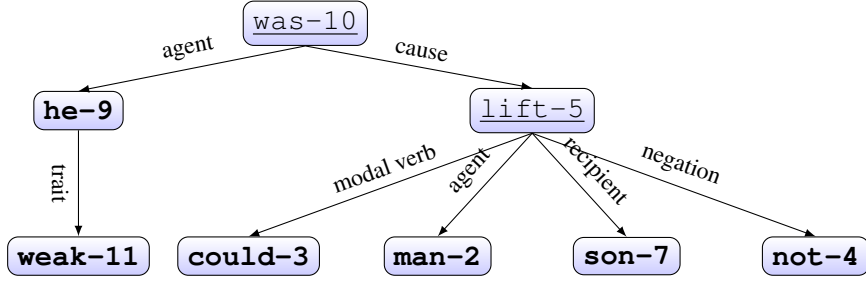 was-10
agent
cause
he-9
lift-5
trait
modal verb
agent
recipient
negation
weak-11
could-3
man-2
son-7
not-4